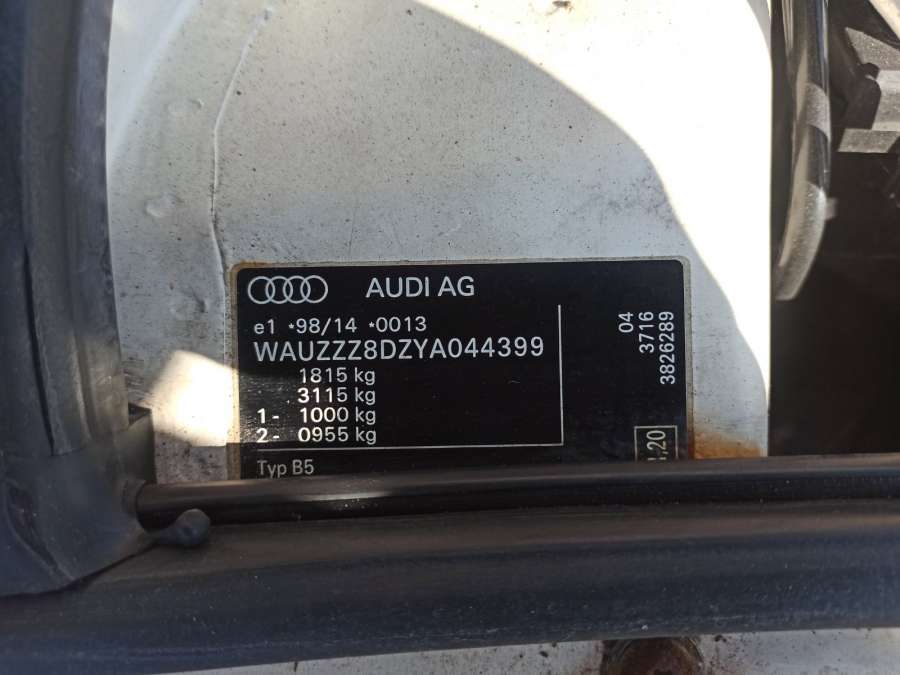 AUDI AG
e1 *98/14 *0013
WAUZZZ8DZYA044399
1815 kg
3115 kg
1- 1000 kg
2- 0955 kg
Typ B5
04
3716
3826289
,20